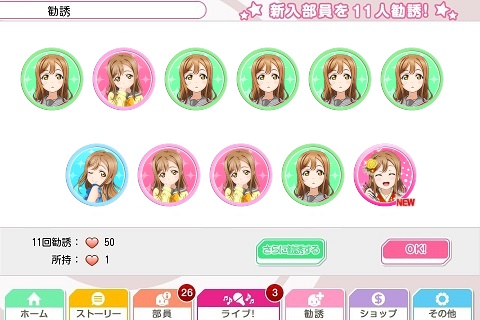 勧誘
新入部員を11人勧誘!
NEW
11回勧誘: 50
所持: 1
さらに勧誘する
OK!
26
3
ホーム
ストーリー
部員
ライブ!
勧誘
ショップ
その他